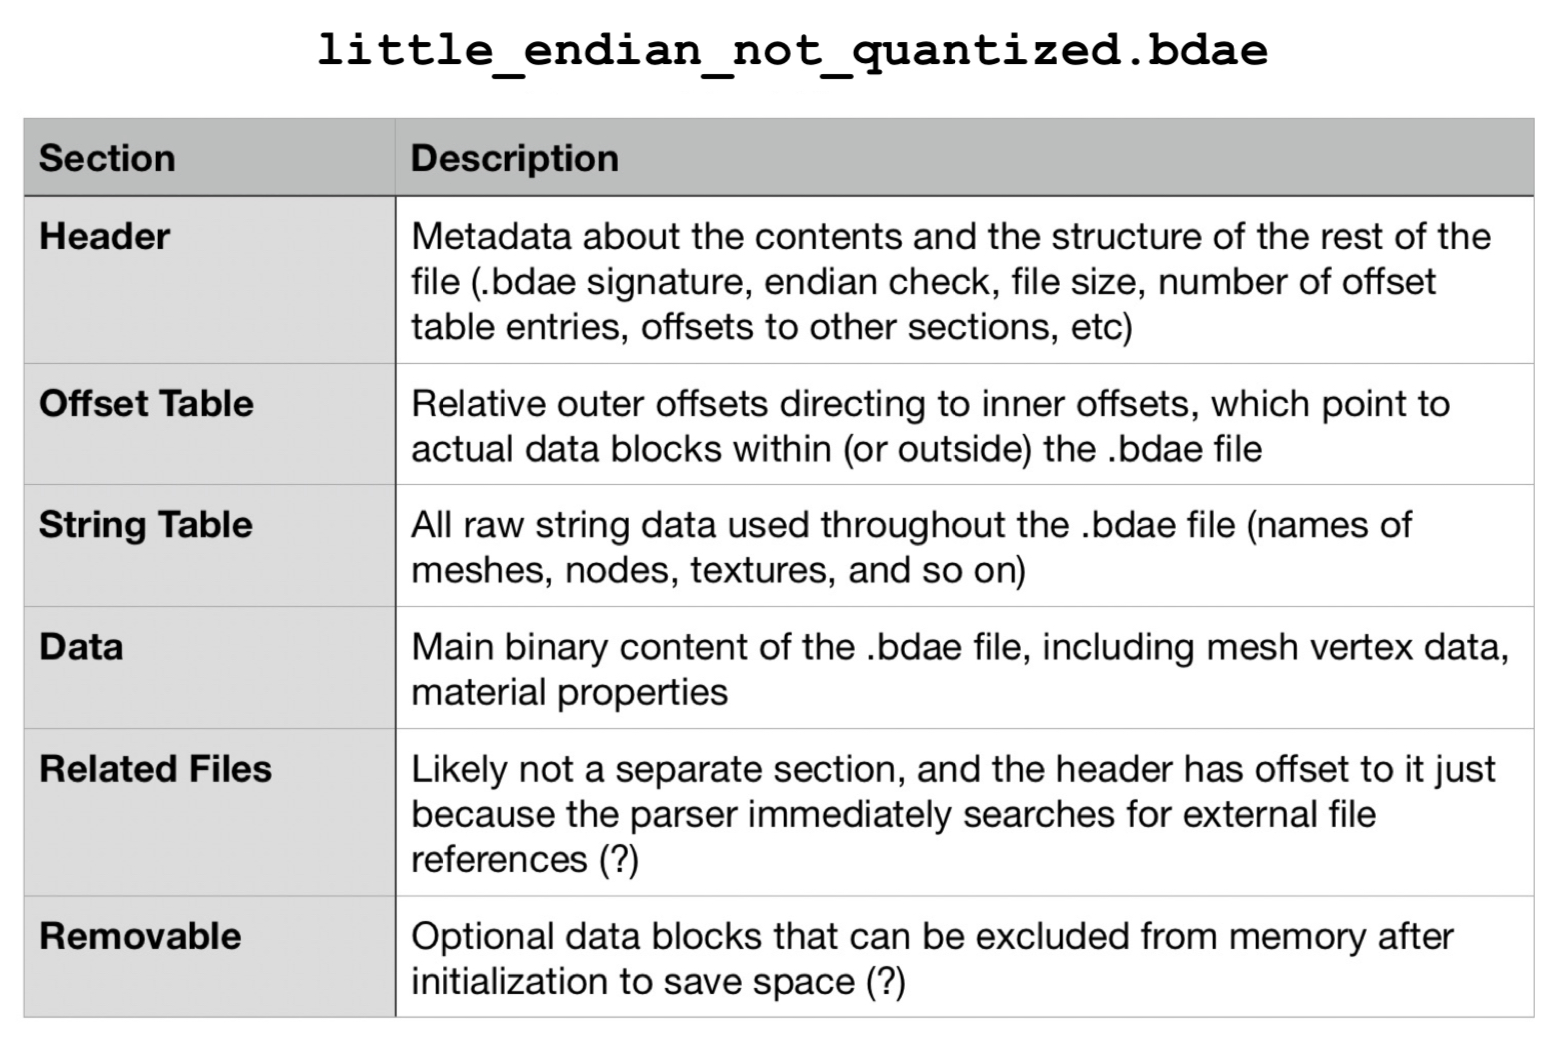 little_endian_not_quantized.bdae
Section
Description
Header
Metadata about the contents and the structure of the rest of the
file (.bdae signature, endian check, file size, number of offset
table entries, offsets to other sections, etc)
Offset Table
Relative outer offsets directing to inner offsets, which point to
actual data blocks within (or outside) the .bdae file
String Table
All raw string data used throughout the .bdae file (names of
meshes, nodes, textures, and so on)
Data
Main binary content of the .bdae file, including mesh vertex data,
material properties
Related Files
Likely not a separate section, and the header has offset to it just
because the parser immediately searches for external file
references (?)
Removable
Optional data blocks that can be excluded from memory after
initialization to save space (?)